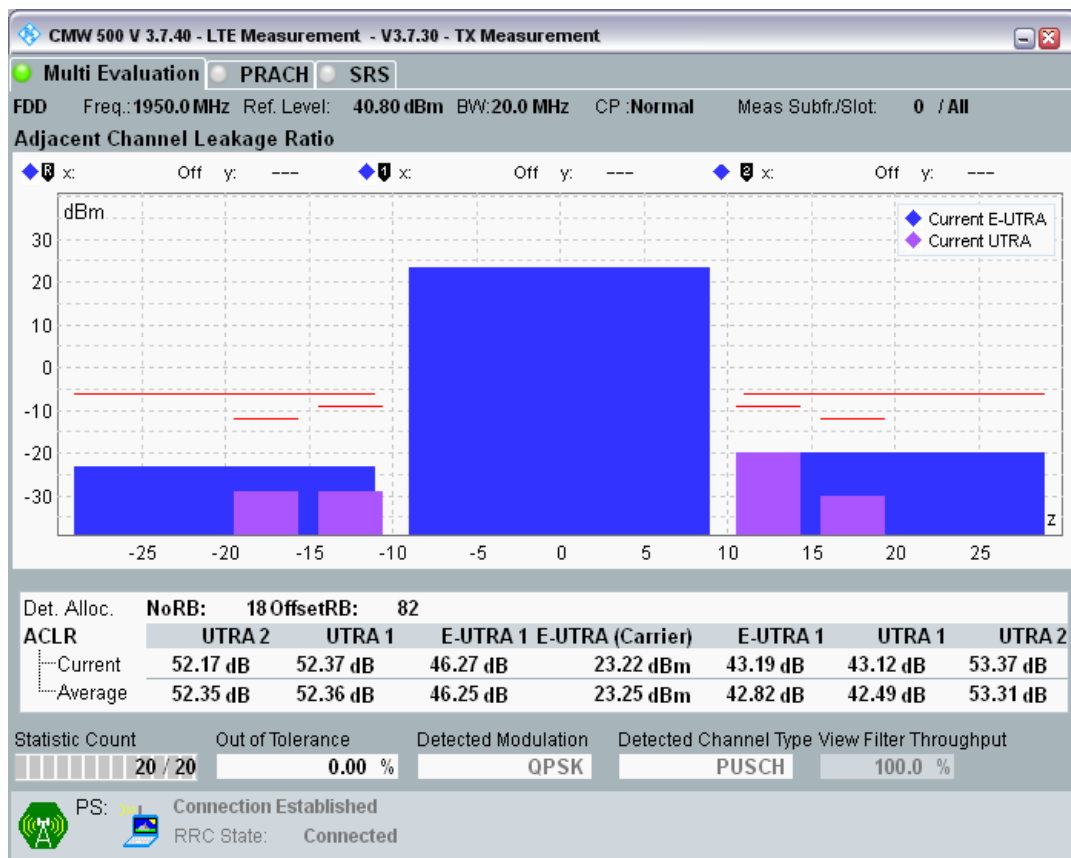 CMW 500 V 3.7.40 - LTE Measurement - V3.7.30 - TX Measurement
Multi Evaluation PRACH SRS
FDD Freq.:1950.0 MHz Ref. Level: 40.80 dBm BW:20.0 MHz CP :Normal Meas Subfr./Slot: 0 / All
Adjacent Channel Leakage Ratio
R x: Off y: --- 1 x: Off y: --- 2 x: Off y: ---
dBm
Current E-UTRA
Current UTRA
30
20
10
0
-10
-20
-30
z
-25 -20 -15 -10 -5 0 5 10 15 20 25
Det. Alloc. NoRB: 18 OffsetRB: 82
ACLR UTRA 2 UTRA 1 E-UTRA 1 E-UTRA (Carrier) E-UTRA 1 UTRA 1 UTRA 2
Current 52.17 dB 52.37 dB 46.27 dB 23.22 dBm 43.19 dB 43.12 dB 53.37 dB
Average 52.35 dB 52.36 dB 46.25 dB 23.25 dBm 42.82 dB 42.49 dB 53.31 dB
Statistic Count Out of Tolerance Detected Modulation Detected Channel Type View Filter Throughput
20 / 20 0.00 % QPSK PUSCH 100.0 %
PS: Connection Established
RRC State: Connected